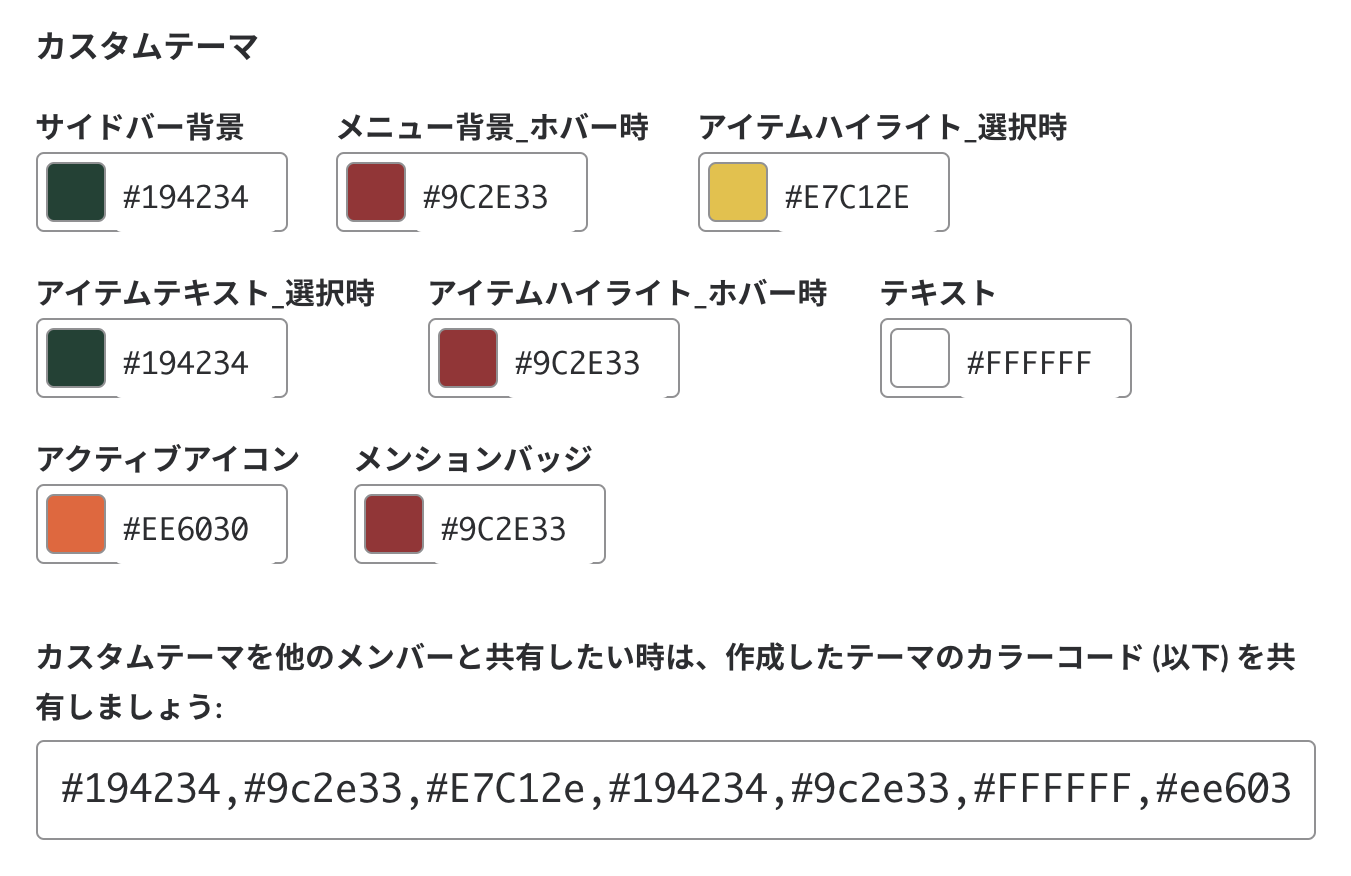 カスタムテーマ
サイドバー背景 メニュー背景_ホバー時 アイテムハイライト_選択時
#194234 #9C2E33 #E7C12E
アイテムテキスト_選択時 アイテムハイライト_ホバー時 テキスト
#194234 #9C2E33 #FFFFFF
アクティブアイコン メンションバッジ
#EE6030 #9C2E33
カスタムテーマを他のメンバーと共有したい時は、作成したテーマのカラーコード (以下) を共
有しましょう:
#194234,#9c2e33,#E7C12e,#194234,#9c2e33,#FFFFFF,#ee603